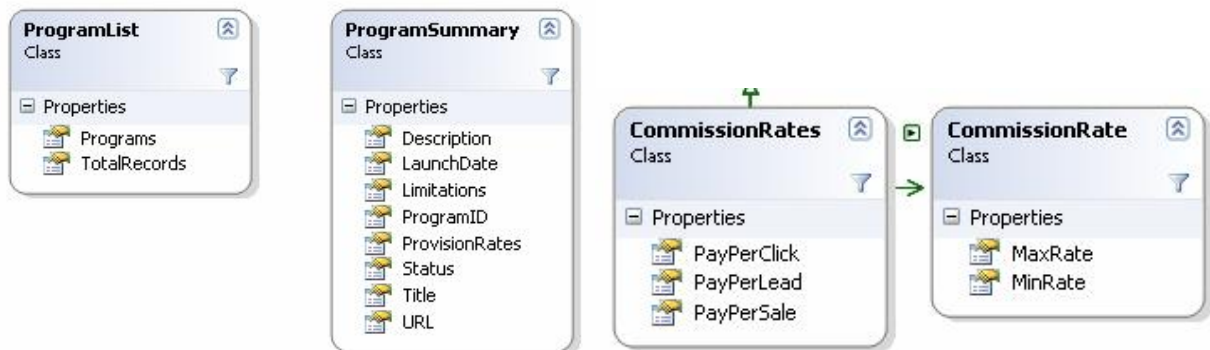 ProgramList
Class
Properties
Programs
TotalRecords
ProgramSummary
Class
Properties
Description
LaunchDate
Limitations
ProgramID
ProvisionRates
Status
Title
URL
CommissionRates
Class
Properties
PayPerClick
PayPerLead
PayPerSale
CommissionRate
Class
Properties
MaxRate
MinRate